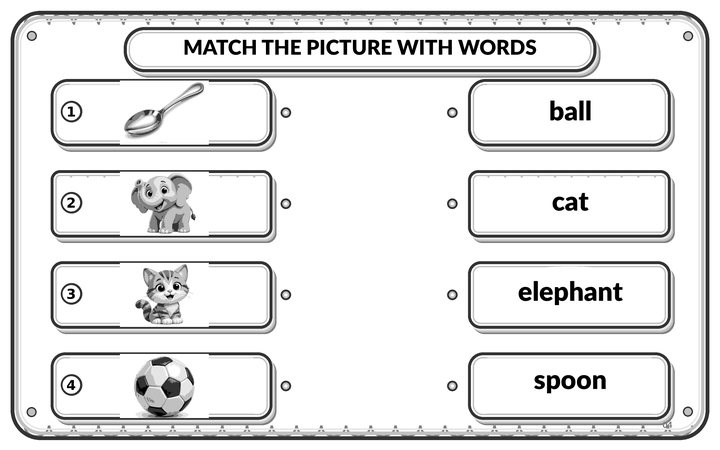 MATCH THE PICTURE WITH WORDS
1
ball
2
cat
3
elephant
4
spoon